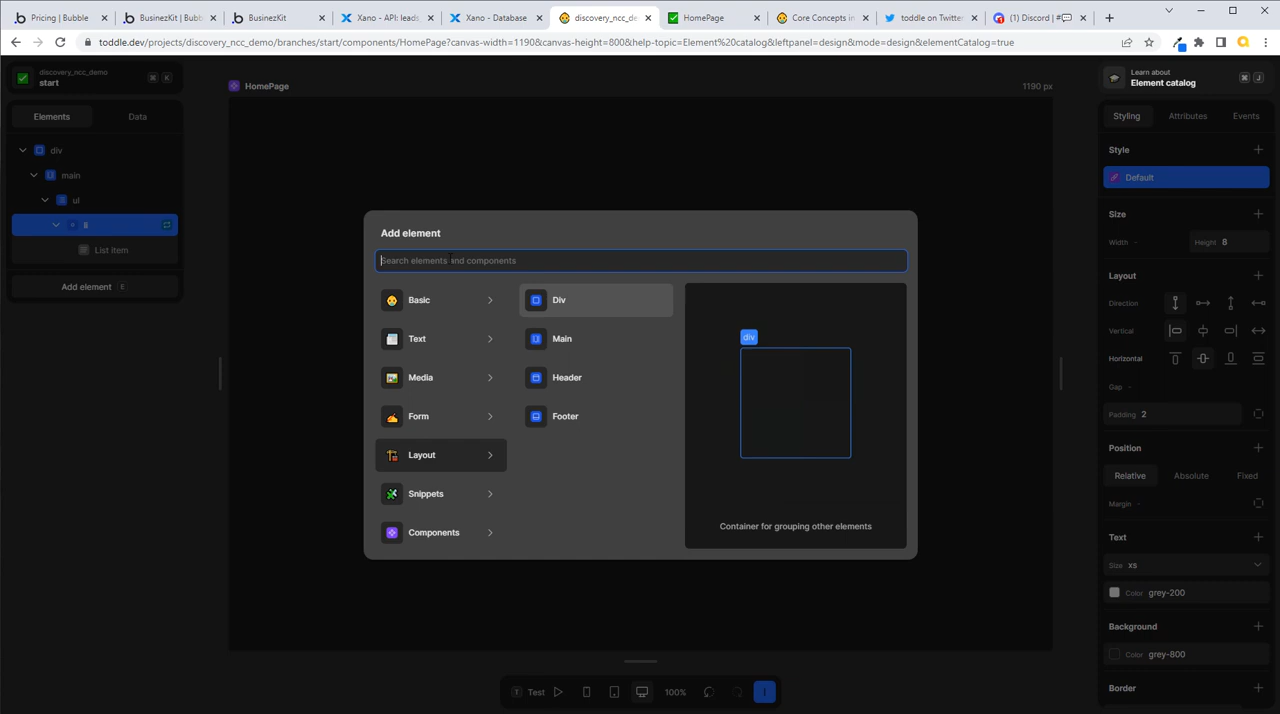 Pricing | Bubble
BusinezKit | Bubbl
BusinezKit
Xano - API: leads
Xano - Database
discovery_ncc_de
HomePage
Core Concepts in
toddle on Twitter
(1) Discord | #
toddle.dev/projects/discovery_ncc_demo/branches/start/components/HomePage?canvas-width=1190&canvas-height=800&help-topic=Element%20catalog&leftpanel=design&mode=design&elementCatalog=true
discovery_ncc_demo
start
⌘ K
HomePage
1190 px
Learn about
Element catalog
⌘ J
Elements
Data
Styling
Attributes
Events
div
main
ul
li
List item
Add element E
Add element
Search elements and components
Basic
Text
Media
Form
Layout
Snippets
Components
Div
Main
Header
Footer
div
Container for grouping other elements
Style
Default
Size
Width -
Height 8
Layout
Direction
Vertical
Horizontal
Gap -
Padding 2
Position
Relative
Absolute
Fixed
Margin -
Text
Size xs
Color grey-200
Background
Color grey-800
Border
T Test
100%